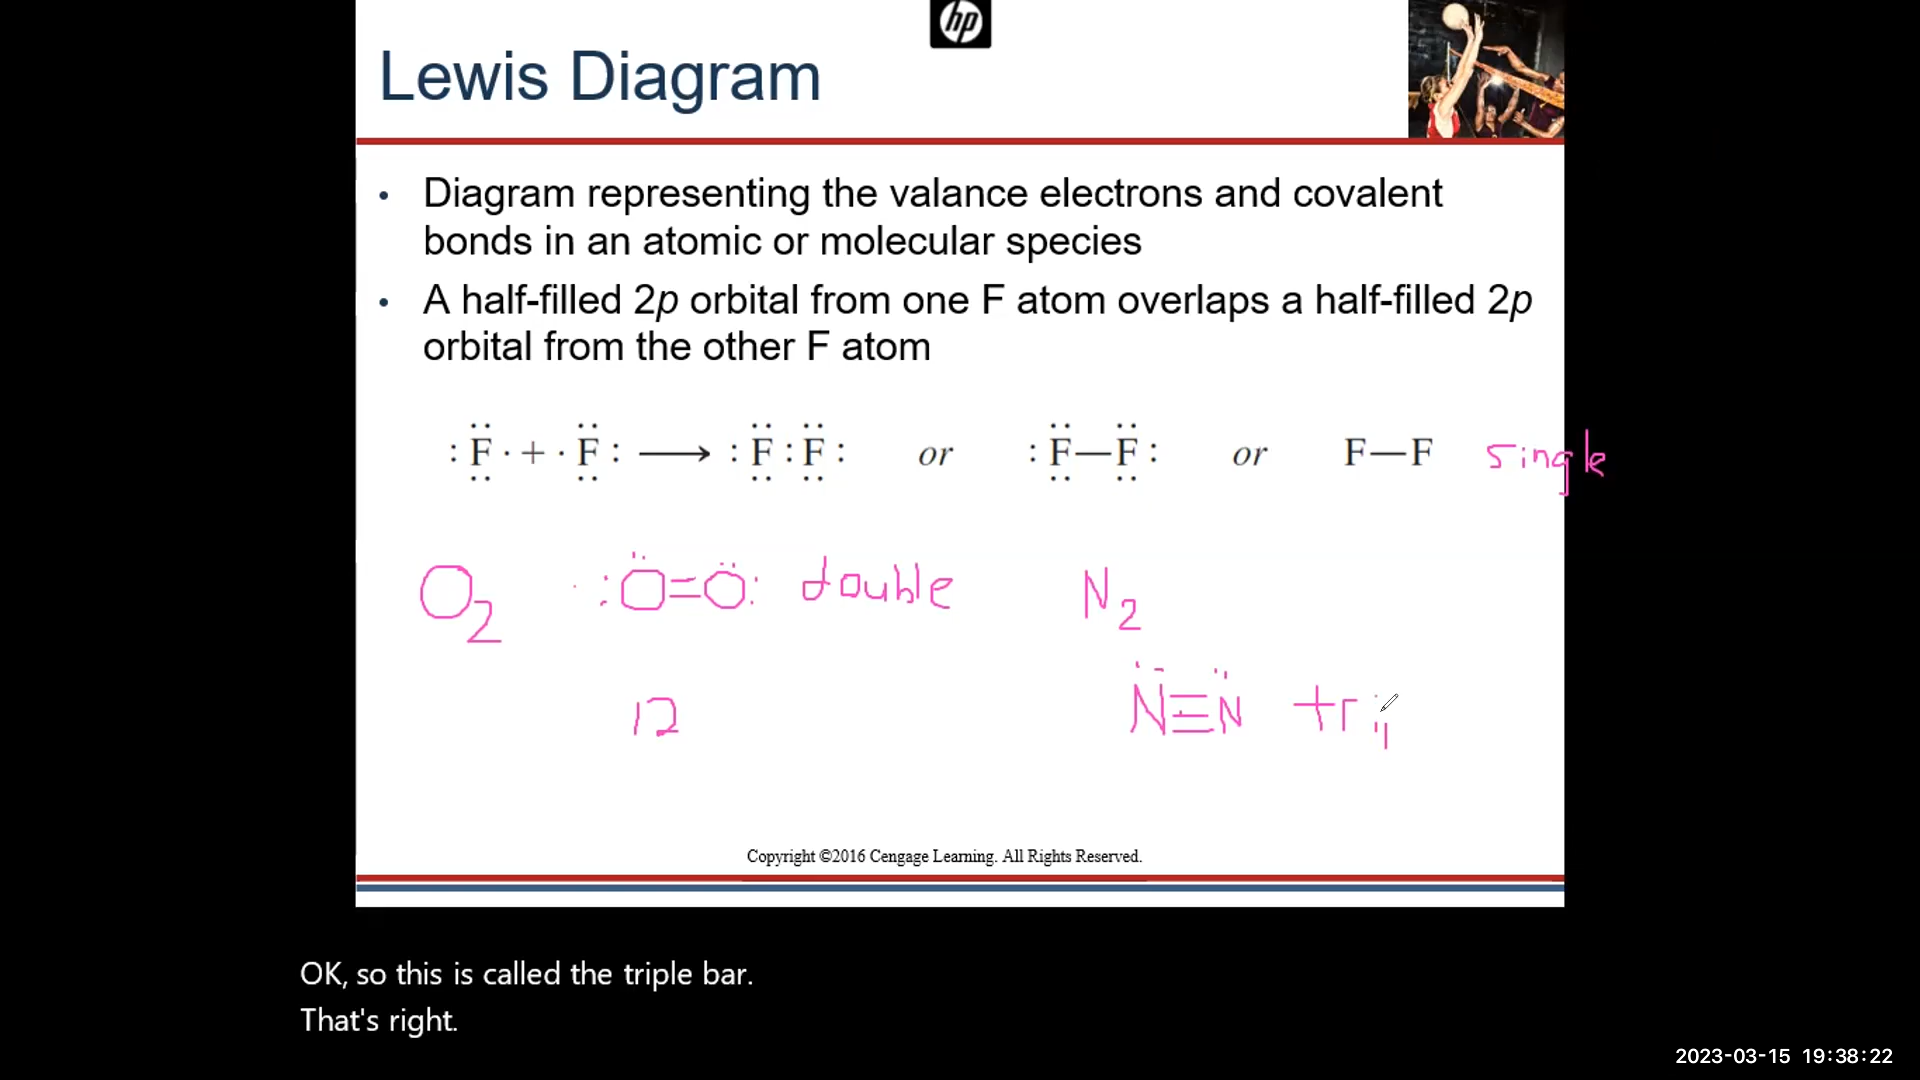 hp
Lewis Diagram
• Diagram representing the valance electrons and covalent
bonds in an atomic or molecular species
• A half-filled 2p orbital from one F atom overlaps a half-filled 2p
orbital from the other F atom
:F̤̈· + ·F̤̈: ⟶ :F̤̈:F̤̈: or :F̤̈—F̤̈: or F—F single
O₂ :Ö=Ö: double N₂
12 N̈≡N̈ tri
Copyright ©2016 Cengage Learning. All Rights Reserved.
OK, so this is called the triple bar.
That's right.
2023-03-15 19:38:22